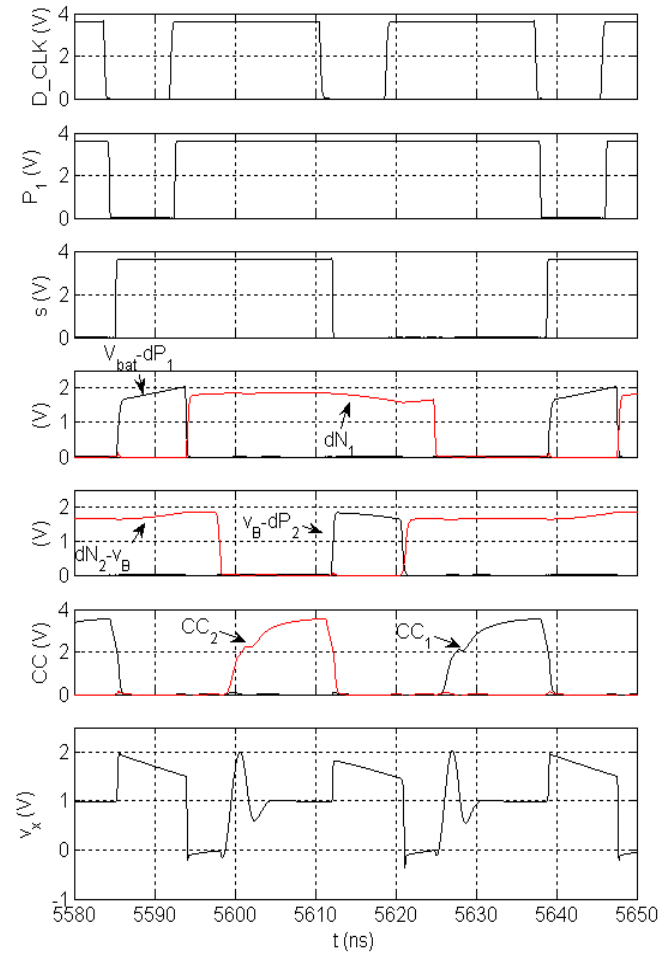 4
2
0
D_CLK (V)
4
2
0
P1 (V)
4
2
0
s (V)
Vbat-dP1
2
1
0
(V)
dN1
2
1
0
(V)
dN2-vB
vB-dP2
4
2
0
CC (V)
CC2
CC1
2
1
0
-1
vx (V)
5580 5590 5600 5610 5620 5630 5640 5650
t (ns)